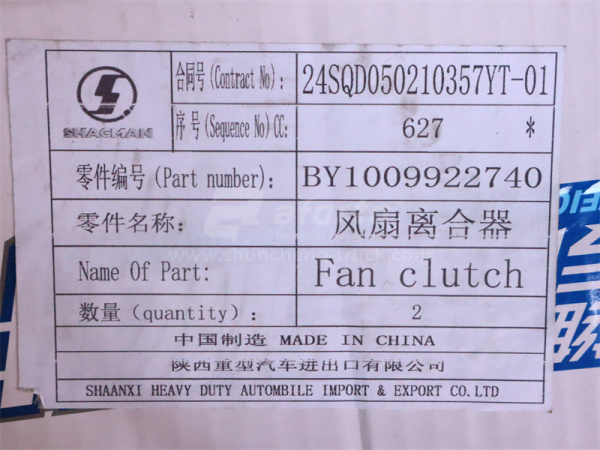 合同号(Contract No): 24SQD050210357YT-01
SHACMAN
序号(Sequence No)CC: 627 *
零件编号(Part number): BY1009922740
零件名称: 风扇离合器
Name Of Part: Fan clutch
数量(quantity): 2
中国制造 MADE IN CHINA
陕西重型汽车进出口有限公司
SHAANXI HEAVY DUTY AUTOMBILE IMPORT & EXPORT CO.LTD